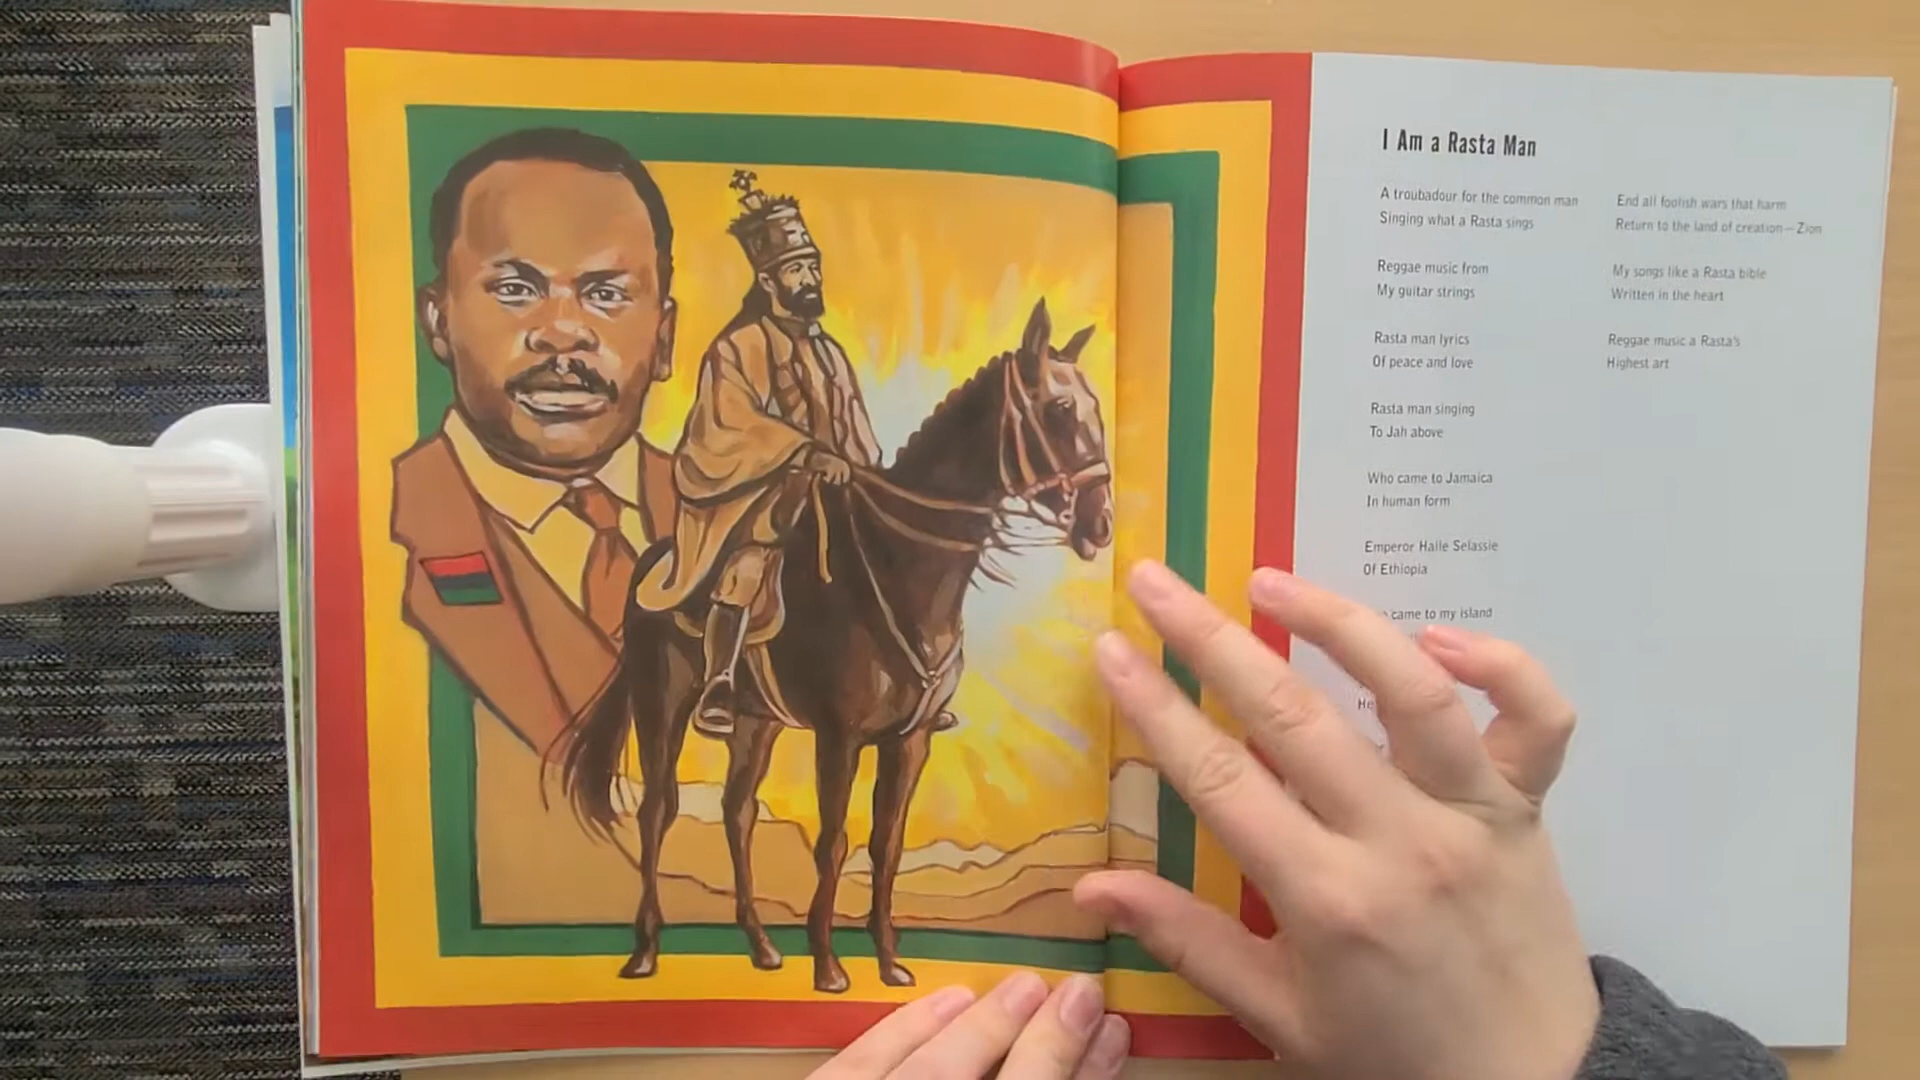 I Am a Rasta Man
A troubadour for the common man
Singing what a Rasta sings
Reggae music from
My guitar strings
Rasta man lyrics
Of peace and love
Rasta man singing
To Jah above
Who came to Jamaica
In human form
Emperor Haile Selassie
Of Ethiopia
came to my island
He
End all foolish wars that harm
Return to the land of creation—Zion
My songs like a Rasta bible
Written in the heart
Reggae music a Rasta's
Highest art